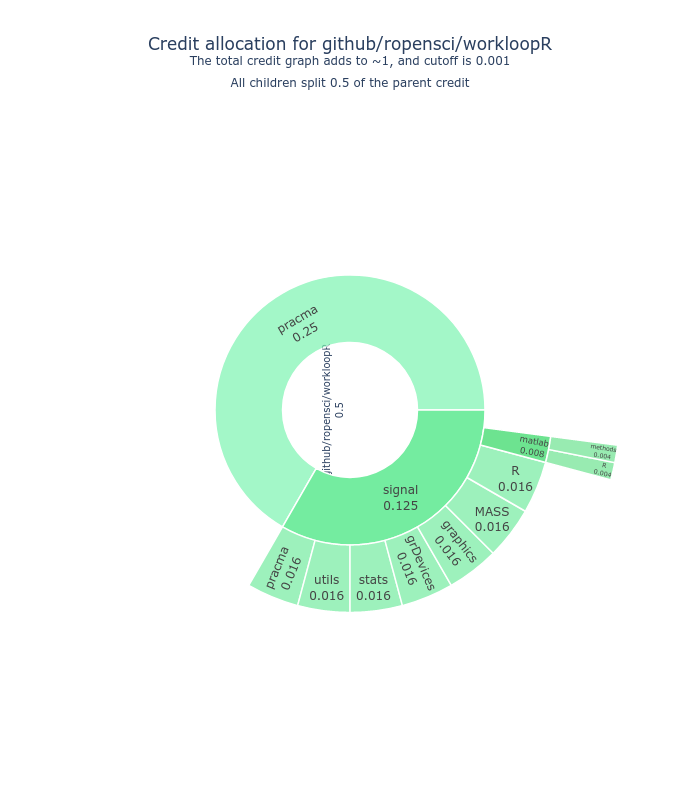 Credit allocation for github/ropensci/workloopR
The total credit graph adds to ~1, and cutoff is 0.001
All children split 0.5 of the parent credit
pracma
0.25
github/ropensci/workloopR
0.5
signal
0.125
matlab
0.008
methods
0.004
R
0.004
R
0.016
MASS
0.016
graphics
0.016
grDevices
0.016
stats
0.016
utils
0.016
pracma
0.016